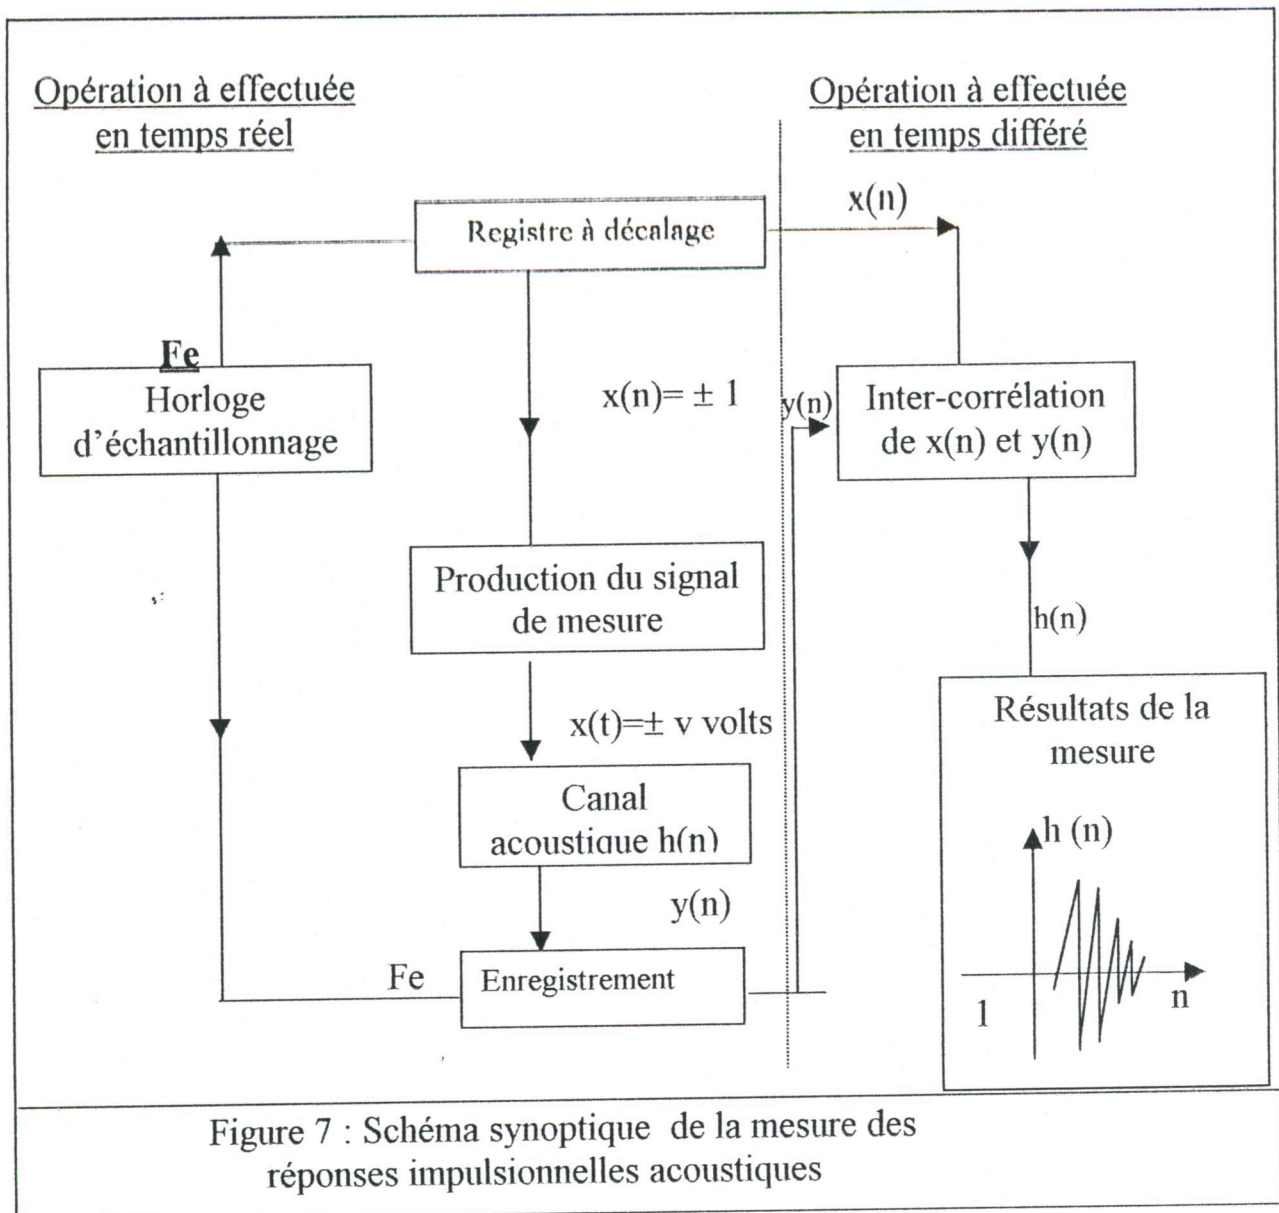 Opération à effectuée
en temps réel
Opération à effectuée
en temps différé
x(n)
Registre à décalage
Fe
Horloge
d'échantillonnage
x(n)= ± 1
y(n)
Inter-corrélation
de x(n) et y(n)
Production du signal
de mesure
h(n)
x(t)=± v volts
Résultats de la
mesure
Canal
acoustique h(n)
h (n)
y(n)
Fe
Enregistrement
1
n
Figure 7 : Schéma synoptique de la mesure des
réponses impulsionnelles acoustiques